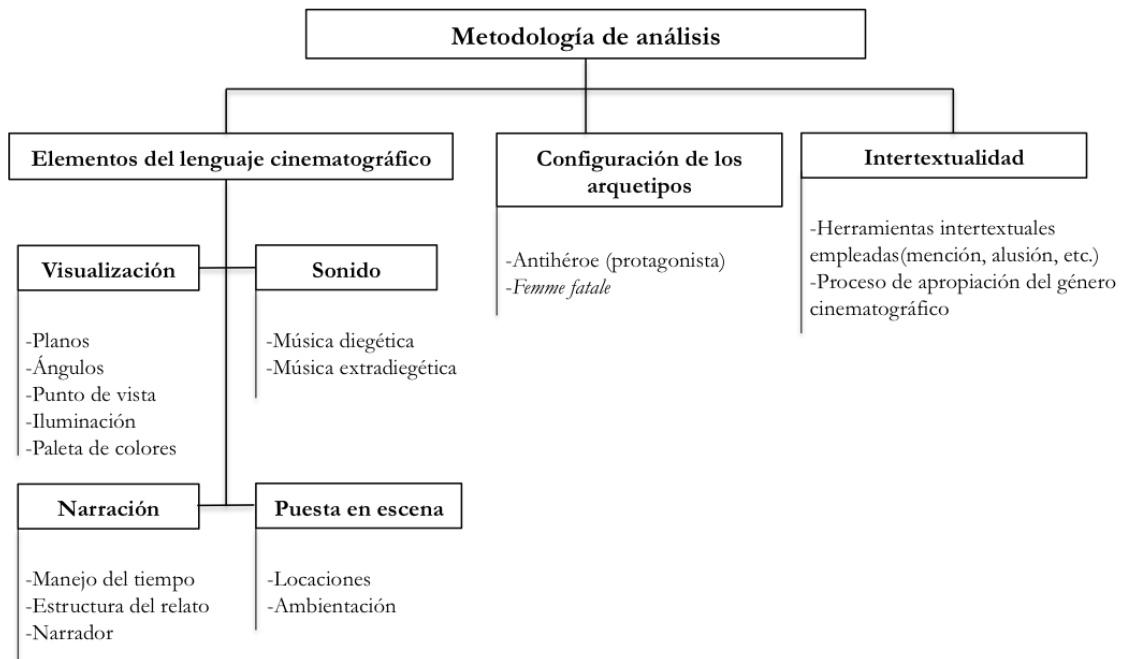 Metodología de análisis
Elementos del lenguaje cinematográfico
Configuración de los
arquetipos
Intertextualidad
-Antihéroe (protagonista)
-Femme fatale
-Herramientas intertextuales
empleadas(mención, alusión, etc.)
-Proceso de apropiación del género
cinematográfico
Visualización
-Planos
-Ángulos
-Punto de vista
-Iluminación
-Paleta de colores
Sonido
-Música diegética
-Música extradiegética
Narración
-Manejo del tiempo
-Estructura del relato
-Narrador
Puesta en escena
-Locaciones
-Ambientación